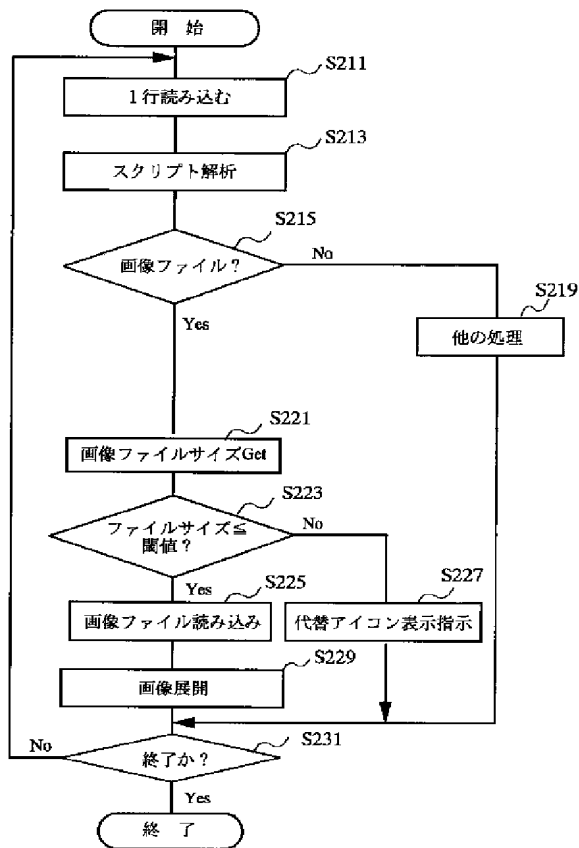 開 始
S211
1行読み込む
S213
スクリプト解析
S215
画像ファイル？
No
Yes
S219
他の処理
S221
画像ファイルサイズGet
S223
ファイルサイズ≦
閾値？
No
Yes
S225
画像ファイル読み込み
S227
代替アイコン表示指示
S229
画像展開
S231
終了か？
No
Yes
終 了